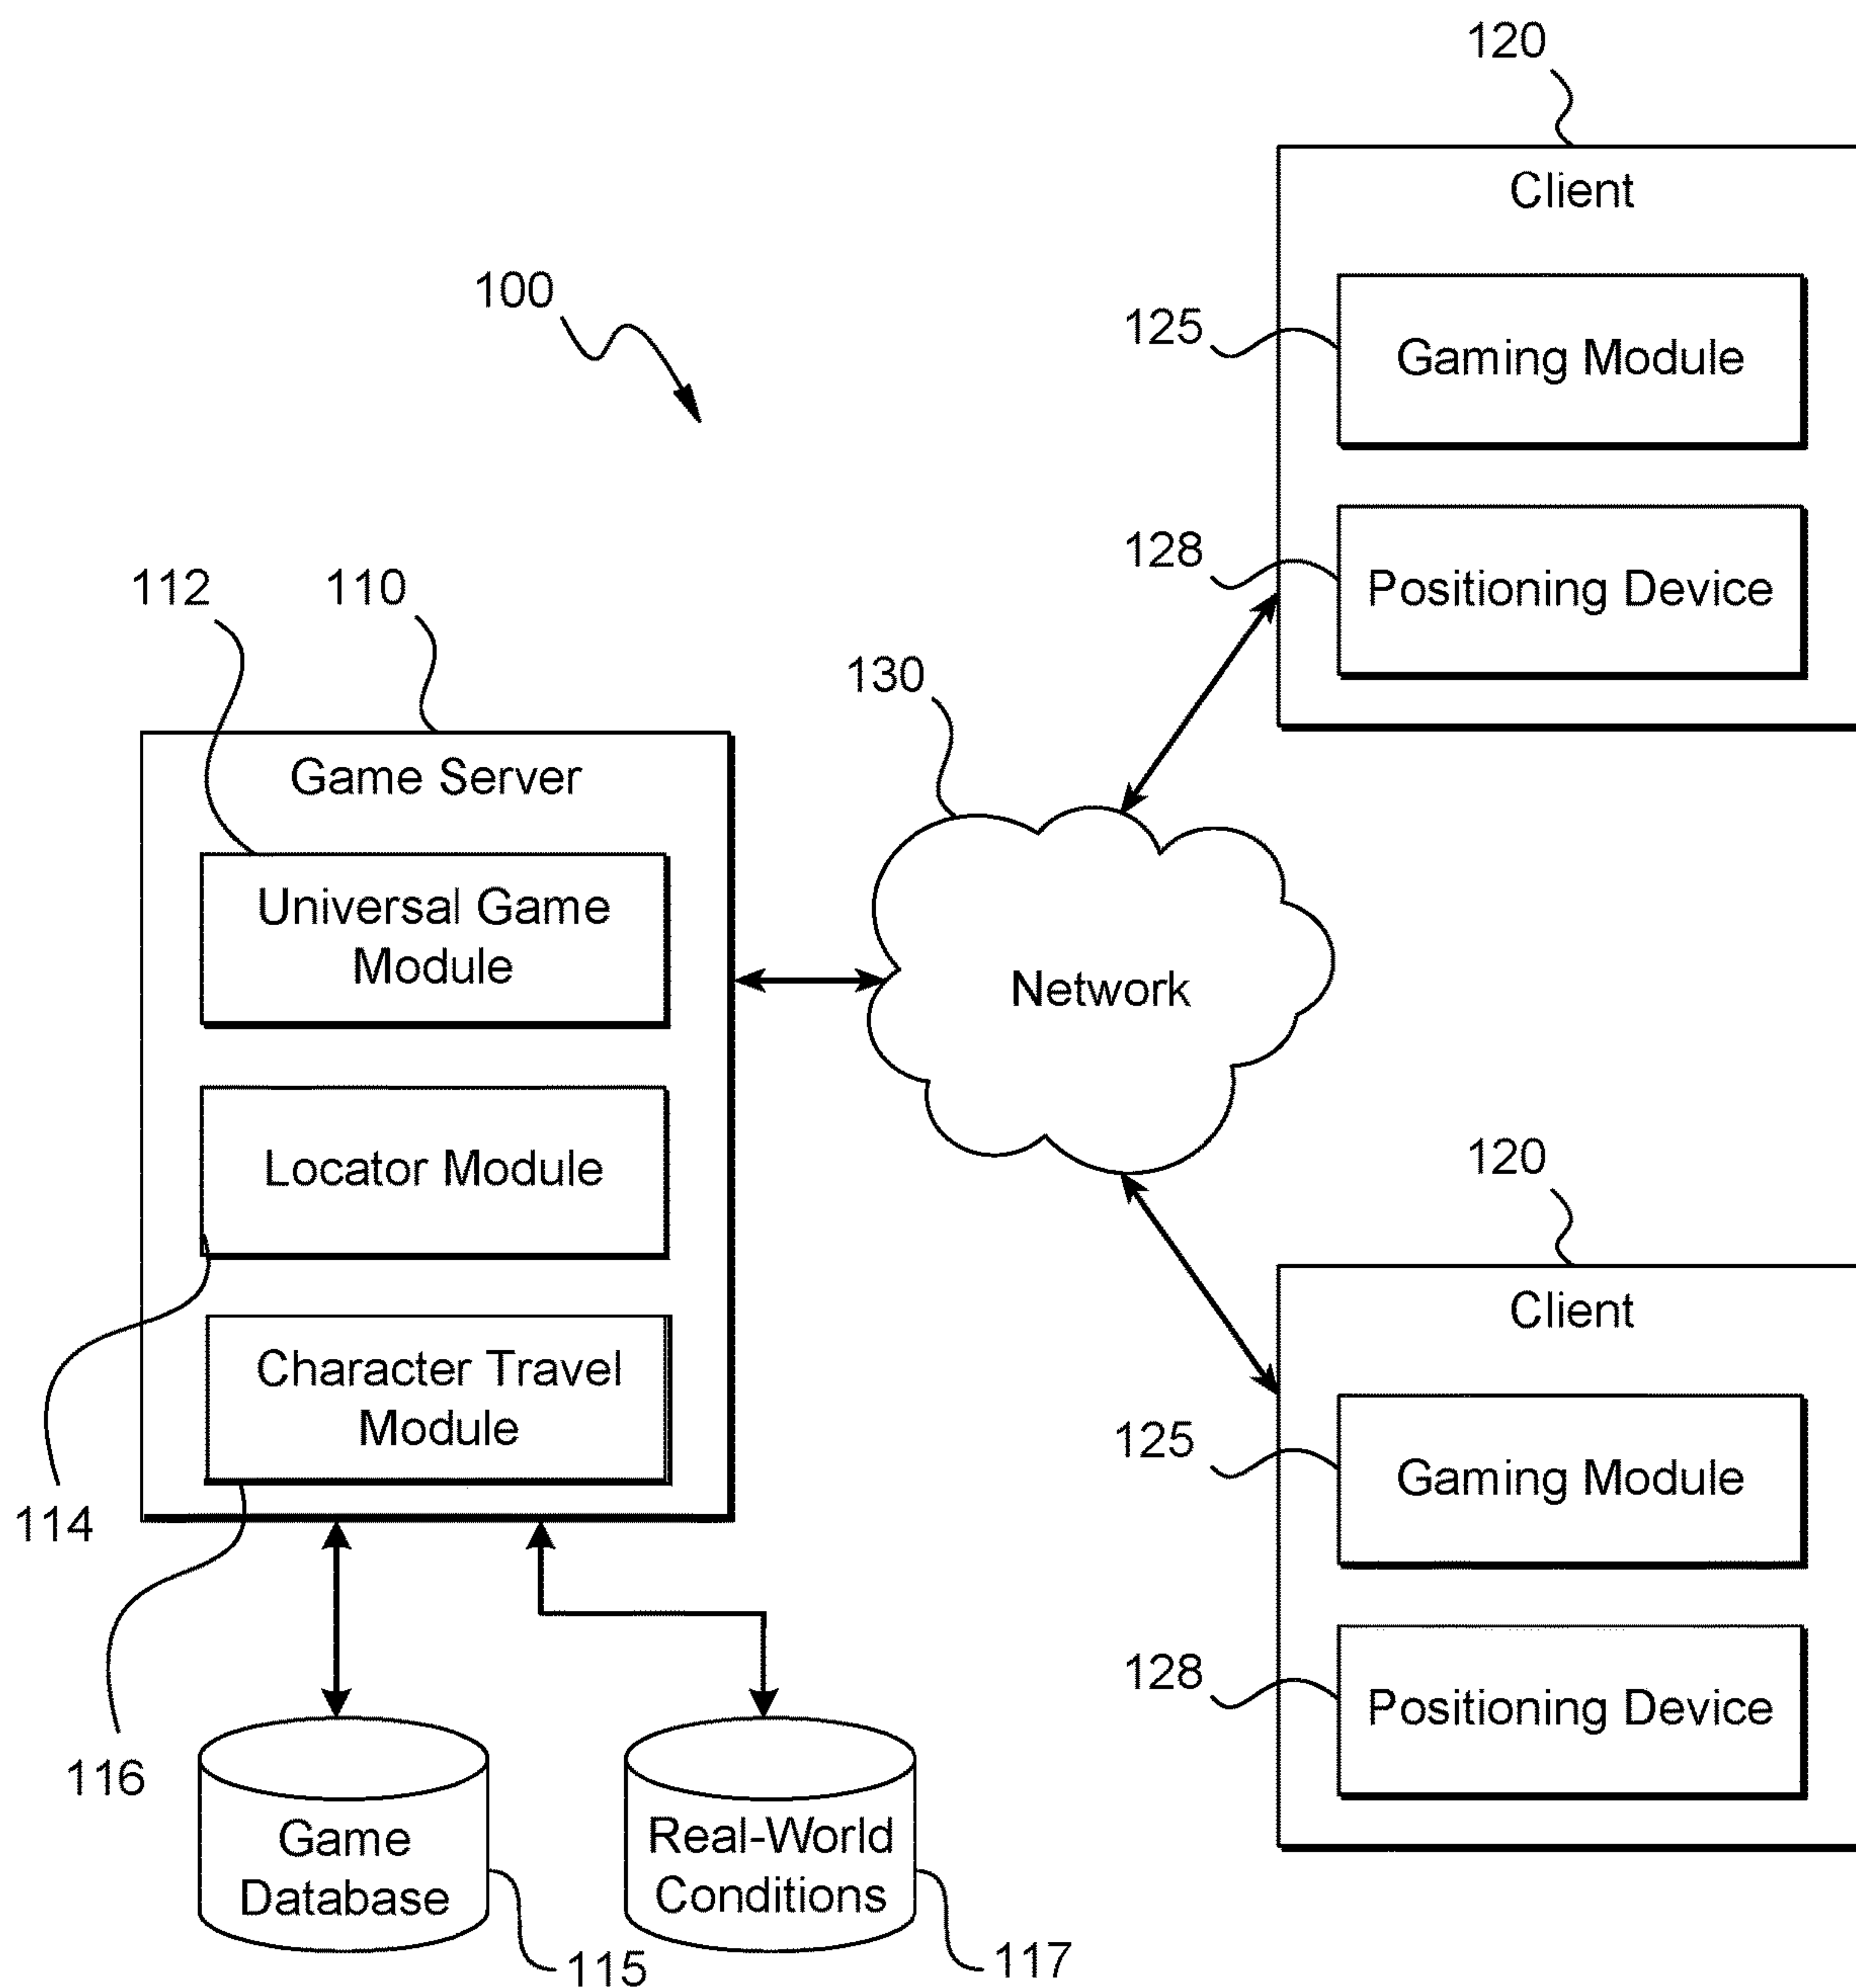 120
Client
100
125
Gaming Module
128
Positioning Device
112
110
130
Game Server
Universal Game
Module
Network
Locator Module
120
Client
Character Travel
Module
125
Gaming Module
114
128
Positioning Device
116
Game
Database
Real-World
Conditions
115
117